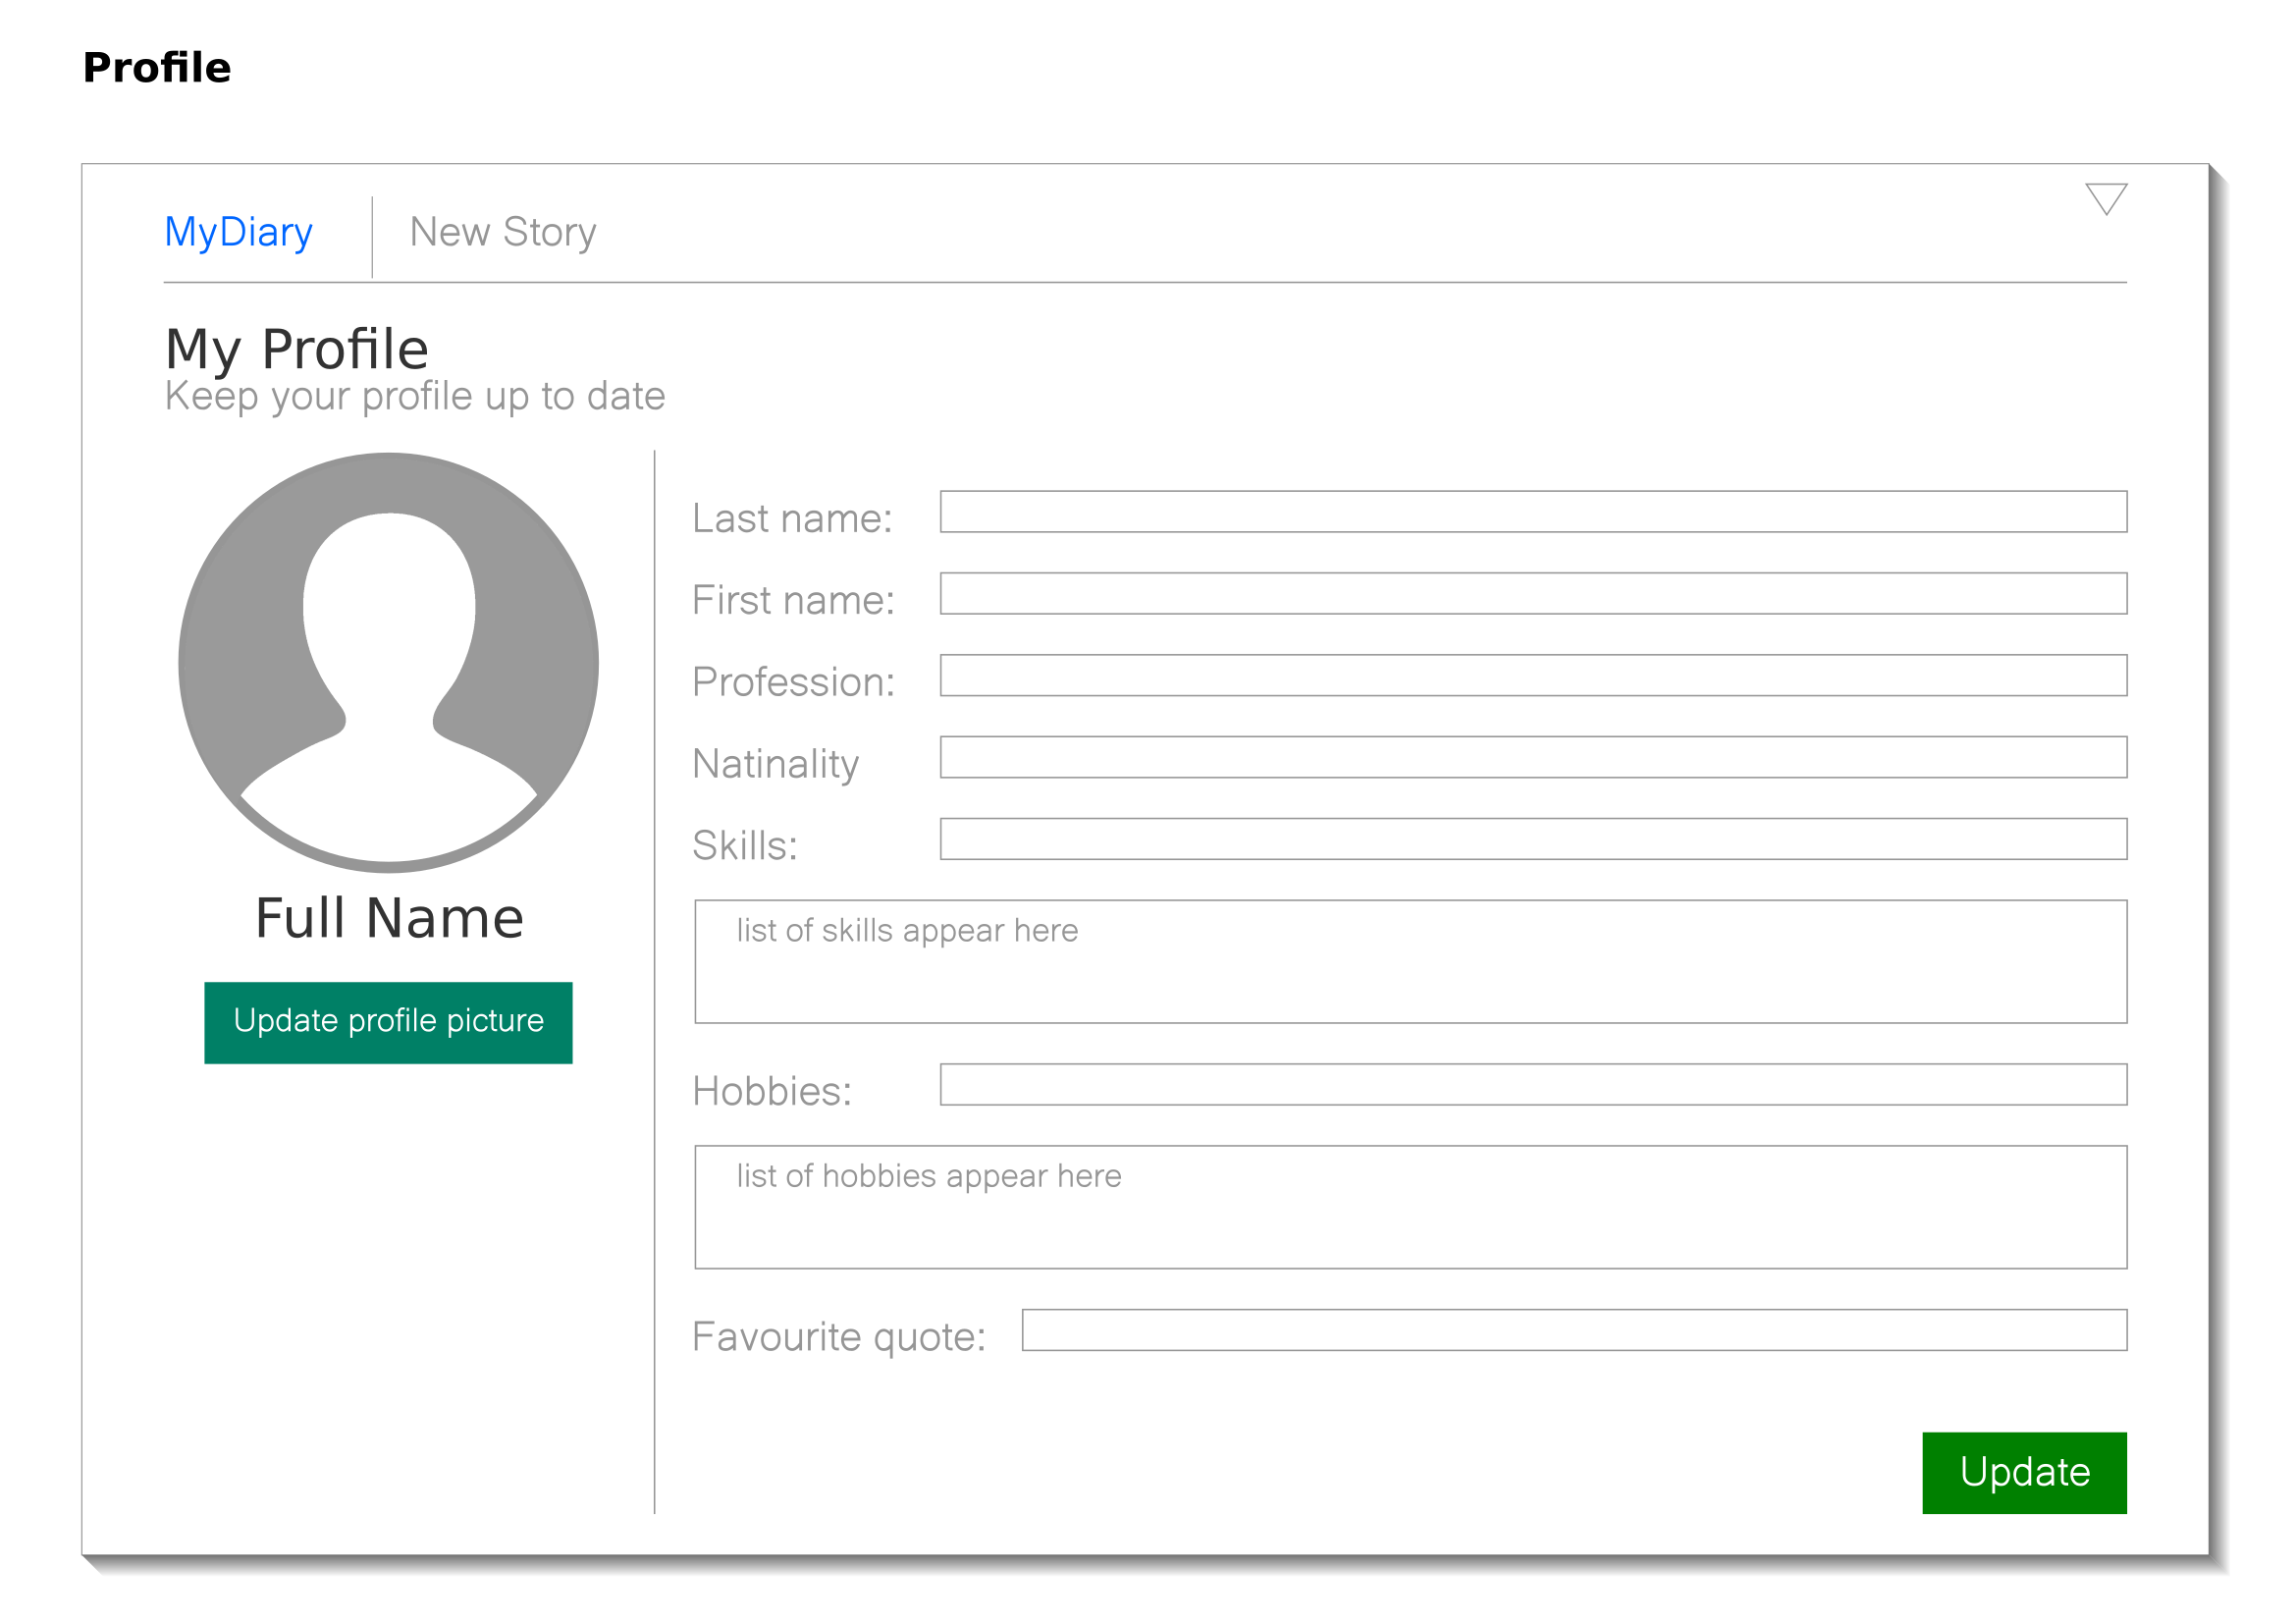 Profile
MyDiary
New Story
My Profile
Keep your profile up to date
Full Name
Update profile picture
Last name:
First name:
Profession:
Natinality
Skills:
list of skills appear here
Hobbies:
list of hobbies appear here
Favourite quote:
Update